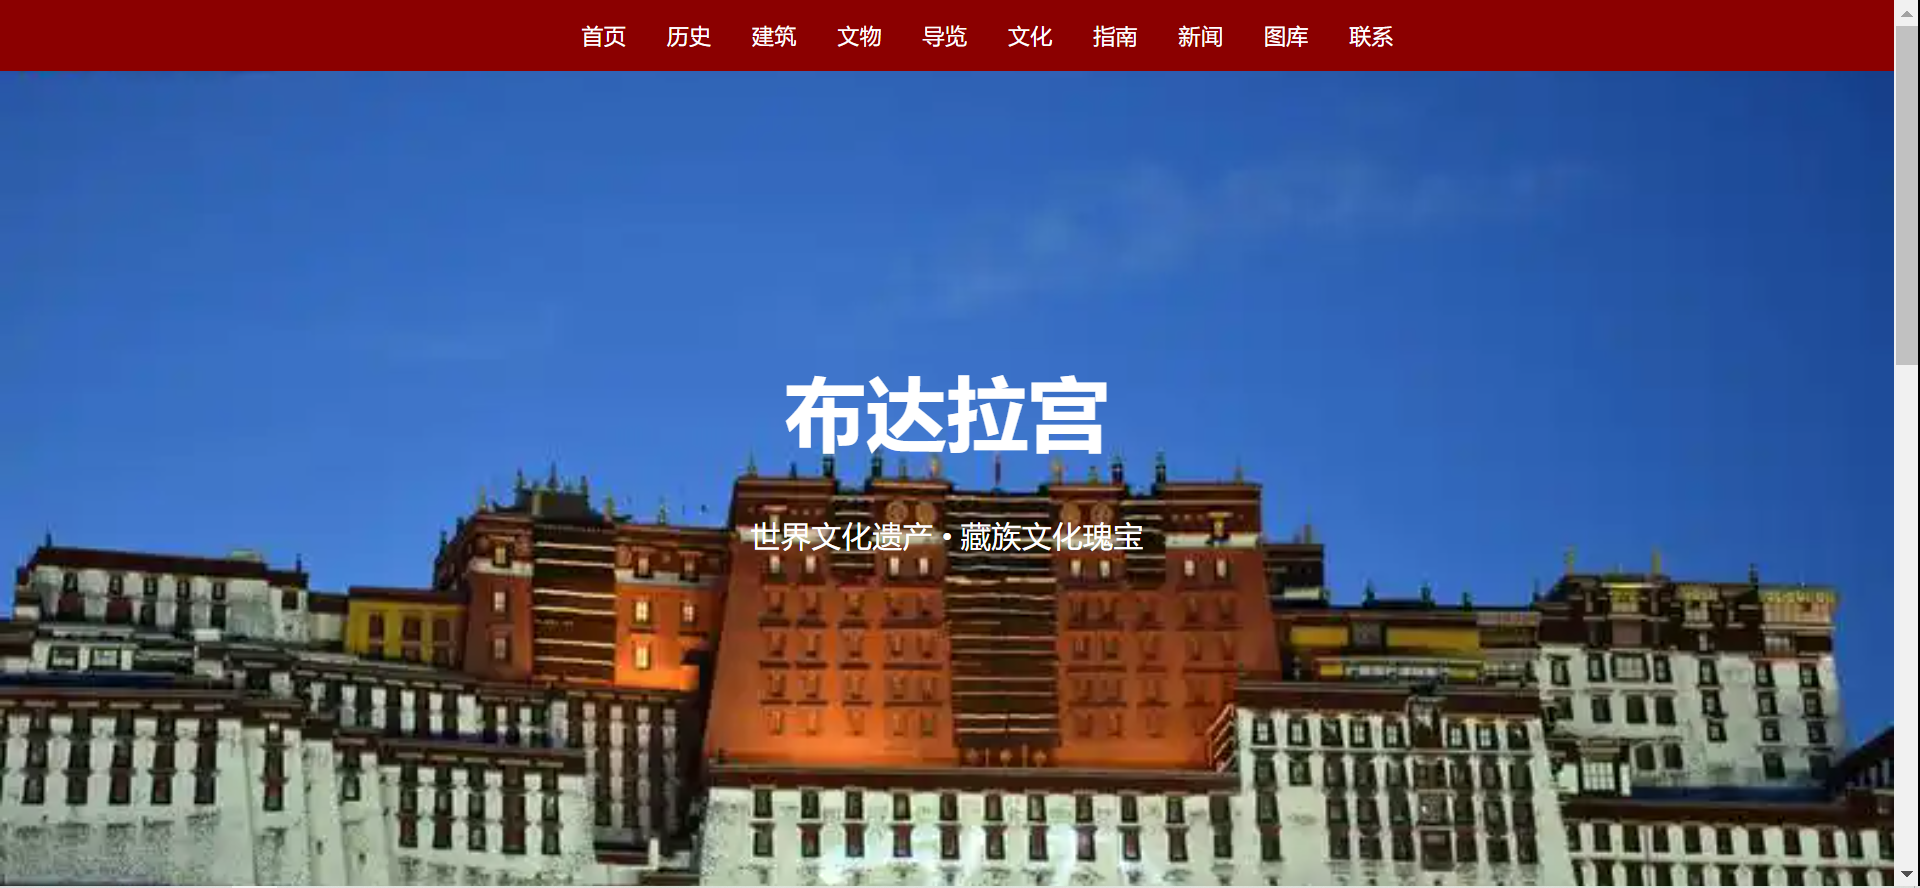 首页 历史 建筑 文物 导览 文化 指南 新闻 图库 联系
布达拉宫
世界文化遗产 • 藏族文化瑰宝